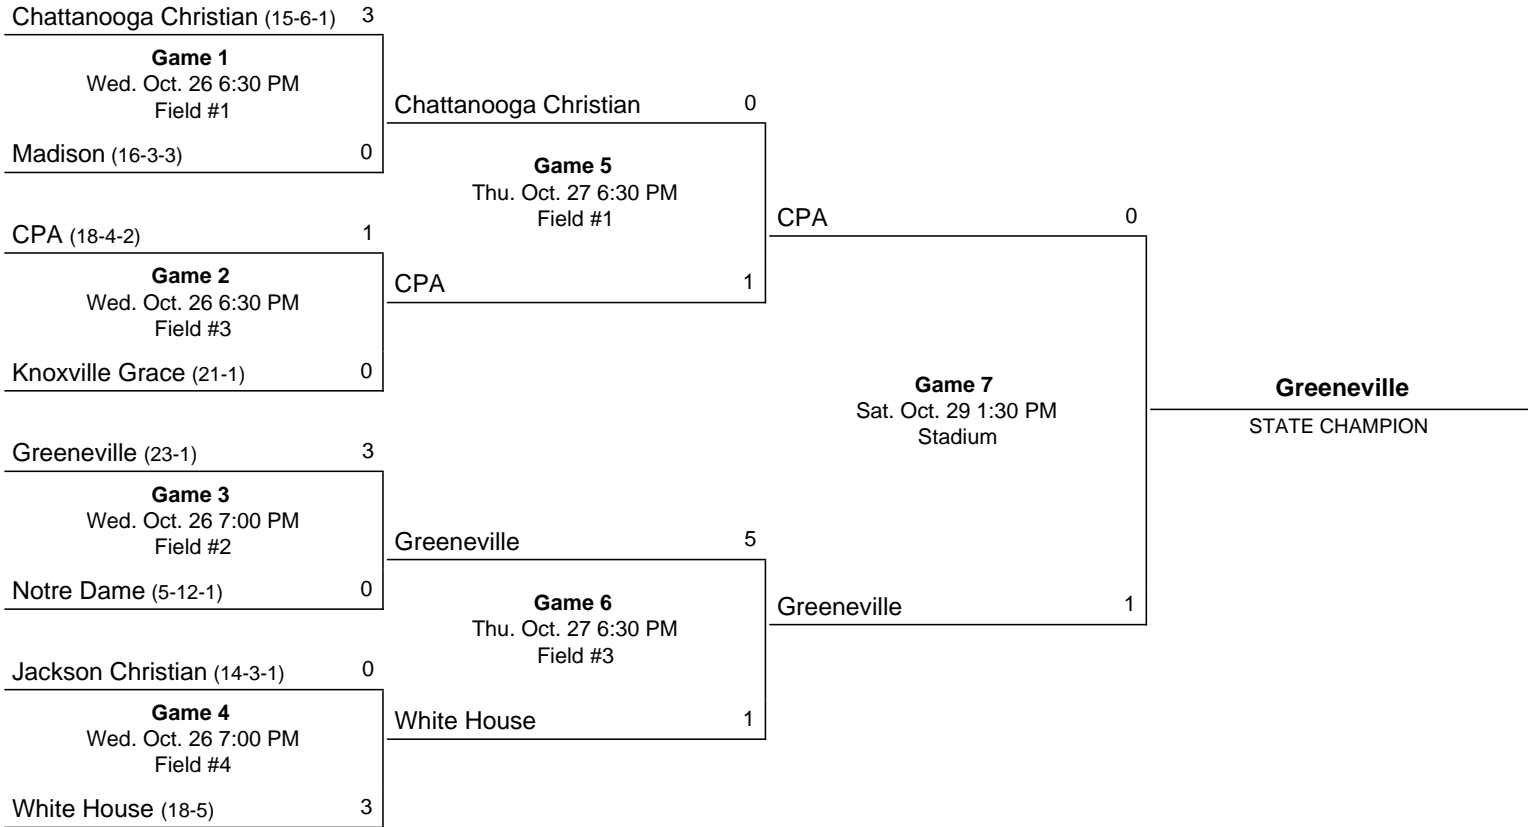 Chattanooga Christian (15-6-1) 3
Game 1
Wed. Oct. 26 6:30 PM
Field #1
Madison (16-3-3) 0
CPA (18-4-2) 1
Game 2
Wed. Oct. 26 6:30 PM
Field #3
Knoxville Grace (21-1) 0
Greeneville (23-1) 3
Game 3
Wed. Oct. 26 7:00 PM
Field #2
Notre Dame (5-12-1) 0
Jackson Christian (14-3-1) 0
Game 4
Wed. Oct. 26 7:00 PM
Field #4
White House (18-5) 3
Chattanooga Christian 0
Game 5
Thu. Oct. 27 6:30 PM
Field #1
CPA 1
Greeneville 5
Game 6
Thu. Oct. 27 6:30 PM
Field #3
White House 1
CPA 0
Game 7
Sat. Oct. 29 1:30 PM
Stadium
Greeneville 1
Greeneville
STATE CHAMPION